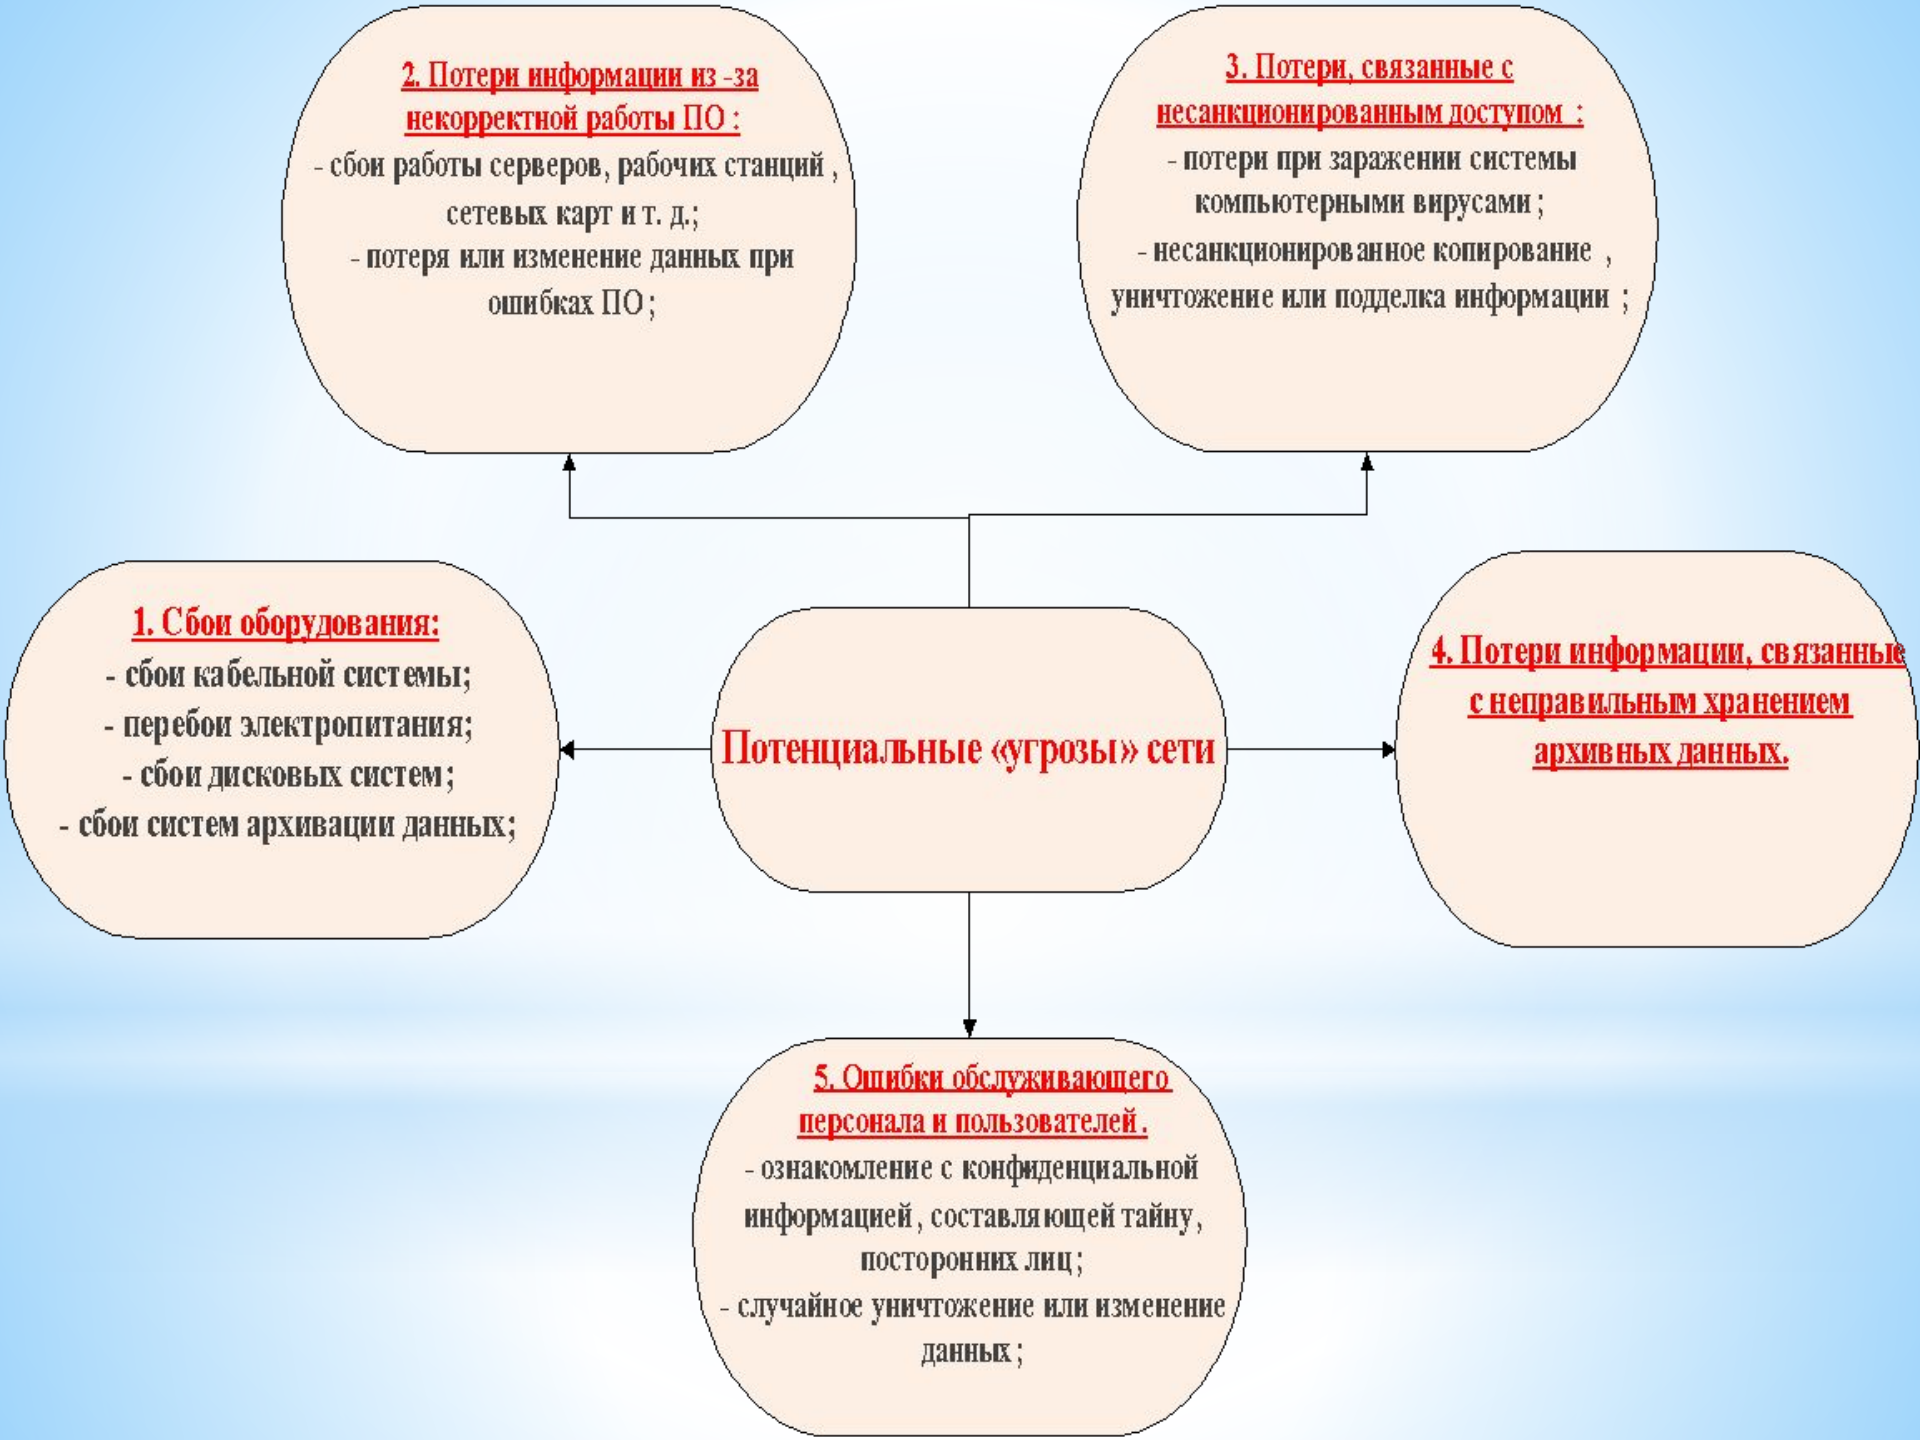 2. Потери информации из -за
некорректной работы ПО :
- сбои работы серверов, рабочих станций ,
сетевых карт и т. д.;
- потеря или изменение данных при
ошибках ПО ;
3. Потери, связанные с
несанкционированным доступом :
- потери при заражении системы
компьютерными вирусами ;
- несанкционированное копирование ,
уничтожение или подделка информации ;
1. Сбои оборудования:
- сбои кабельной системы;
- перебои электропитания;
- сбои дисковых систем;
- сбои систем архивации данных;
Потенциальные «угрозы» сети
4. Потери информации, связанные
с неправильным хранением
архивных данных.
5. Ошибки обслуживающего
персонала и пользователей .
- ознакомление с конфиденциальной
информацией , составляющей тайну ,
посторонних лиц ;
- случайное уничтожение или изменение
данных ;